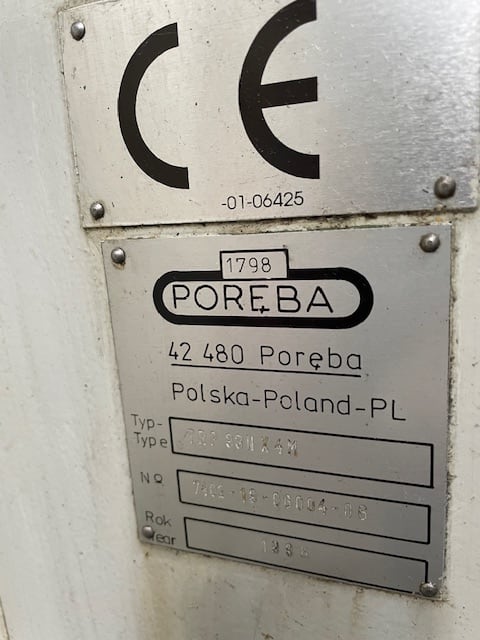 CE
-01-06425
1798
PORĘBA
42 480 Poręba
Polska-Poland-PL
Typ-
Type
Nº
Rok
Year